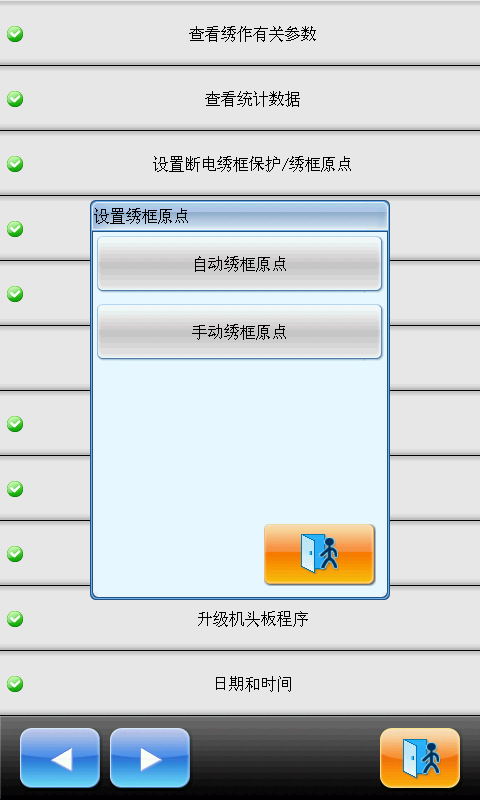 查看绣作有关参数
查看统计数据
设置断电绣框保护/绣框原点
设置绣框原点
自动绣框原点
手动绣框原点
升级机头板程序
日期和时间